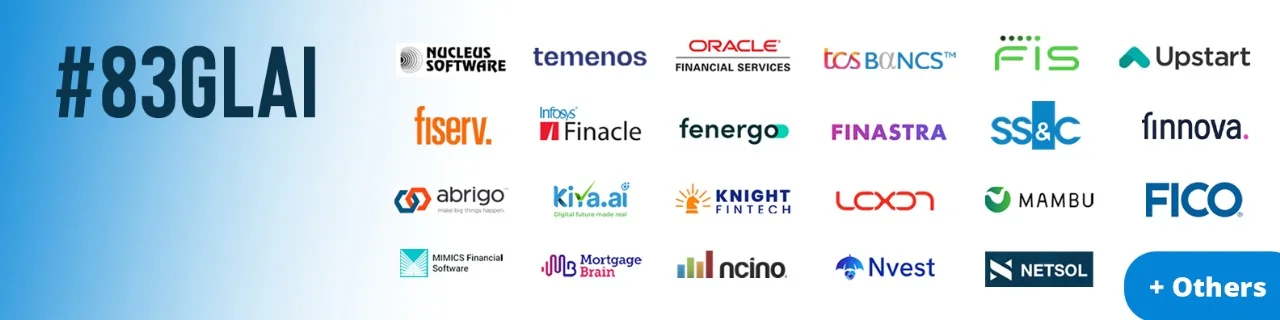 #83GLAI
NUCLEUS
SOFTWARE
temenos
ORACLE®
FINANCIAL SERVICES
tcs BαNCS™
FIS
Upstart
fiserv.
Infosys®
Finacle
fenergo
FINASTRA
SS&C
finnova.
abrigo™
make big things happen.
Kiya.ai
Digital future made real
KNIGHT
FINTECH
LCXON
MAMBU
FICO®
MIMICS Financial
Software
Mortgage
Brain
ncino®
Nvest
NETSOL
+ Others